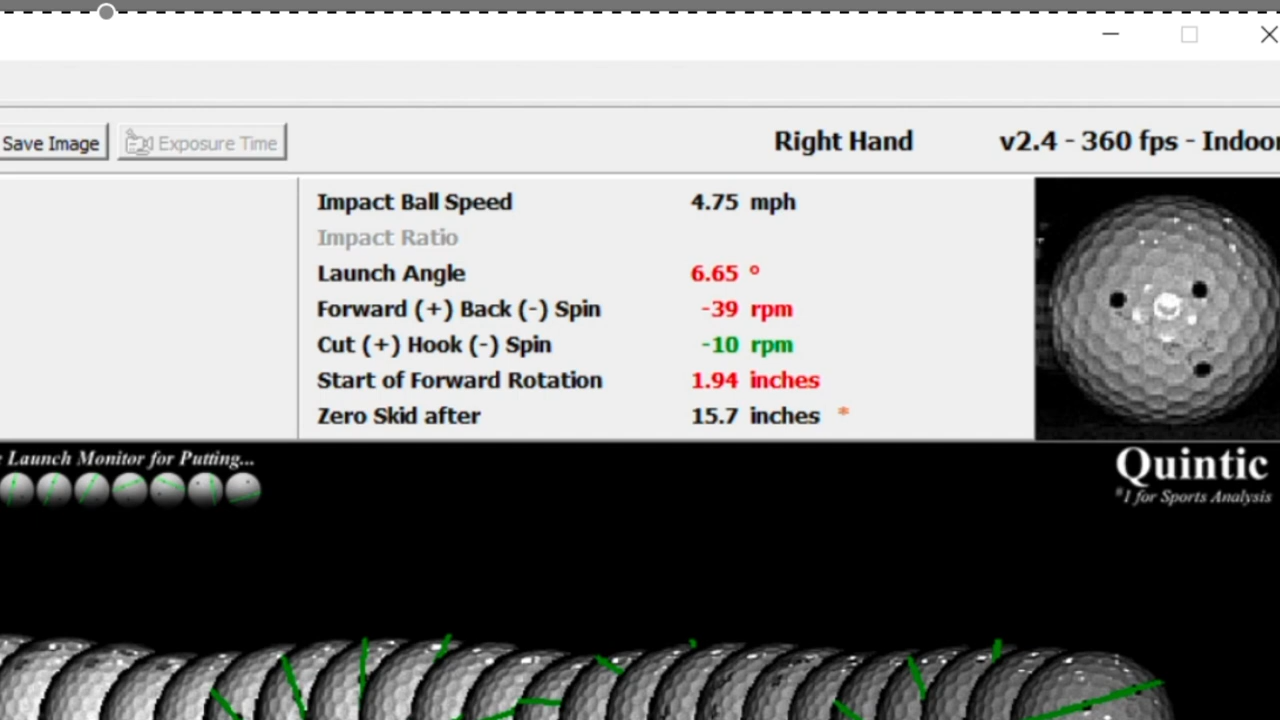 Save Image Exposure Time Right Hand v2.4 - 360 fps - Indoor
Impact Ball Speed 4.75 mph
Impact Ratio
Launch Angle 6.65 °
Forward (+) Back (-) Spin -39 rpm
Cut (+) Hook (-) Spin -10 rpm
Start of Forward Rotation 1.94 inches
Zero Skid after 15.7 inches *
Launch Monitor for Putting...
Quintic
#1 for Sports Analysis